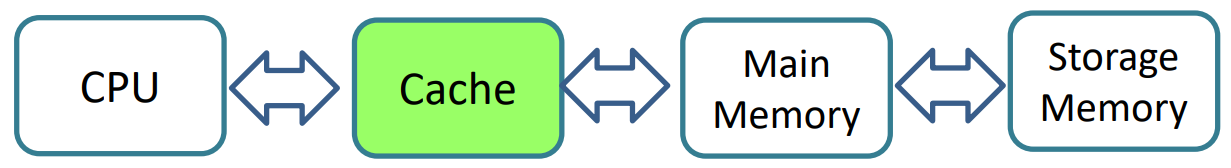 CPU
Cache
Main
Memory
Storage
Memory